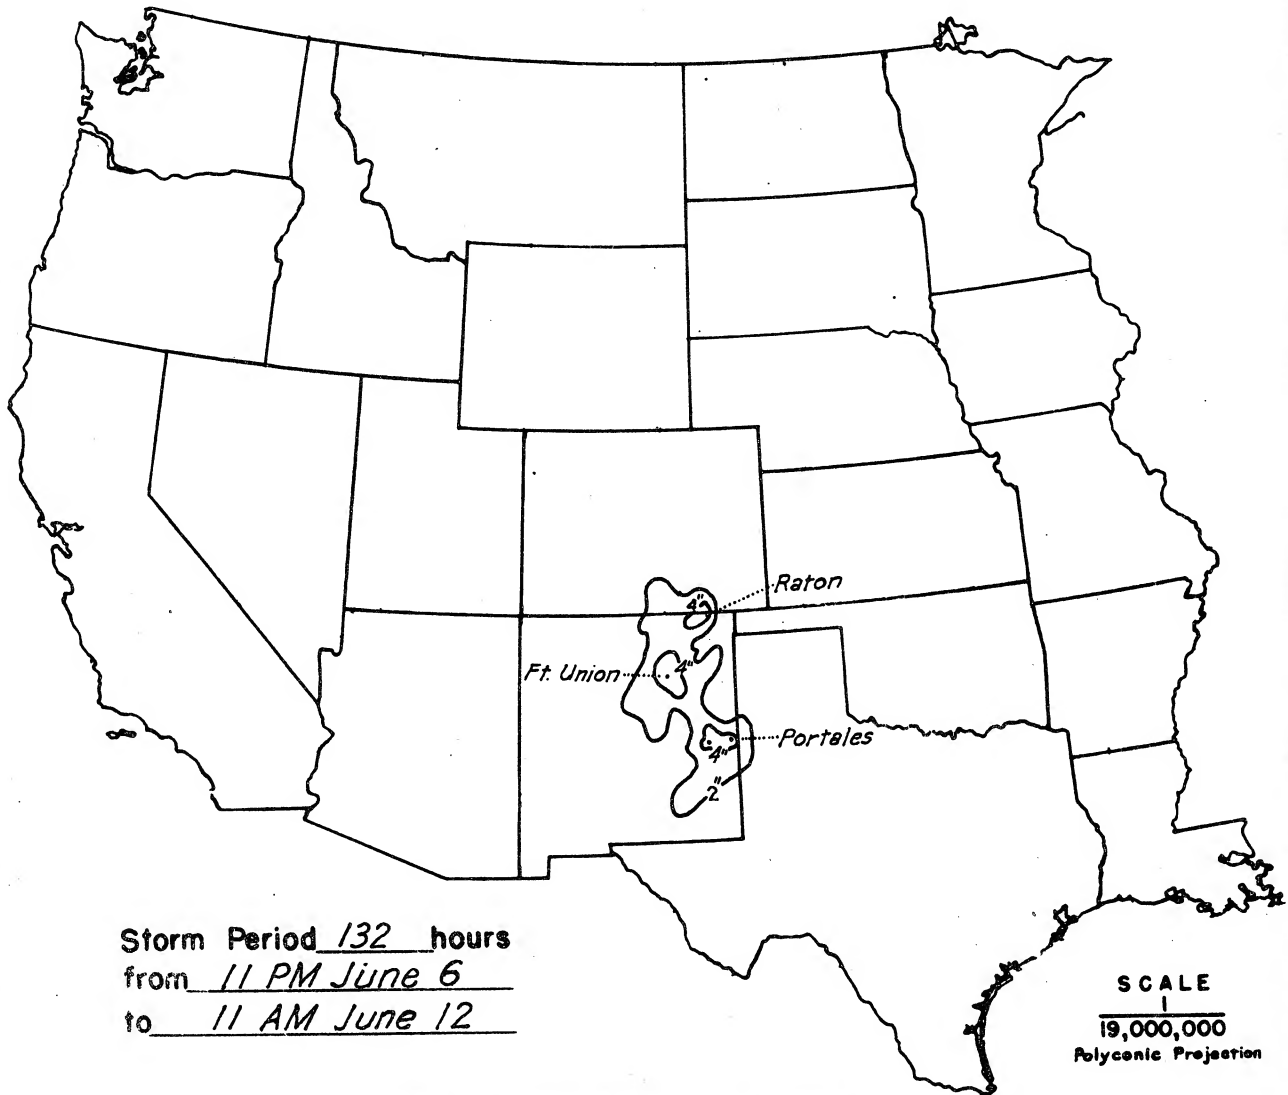 4"
Raton
4"
Ft. Union
Portales
4"
2"
Storm Period 132 hours
from 11 PM June 6
to 11 AM June 12
SCALE
1
19,000,000
Polyconic Projection